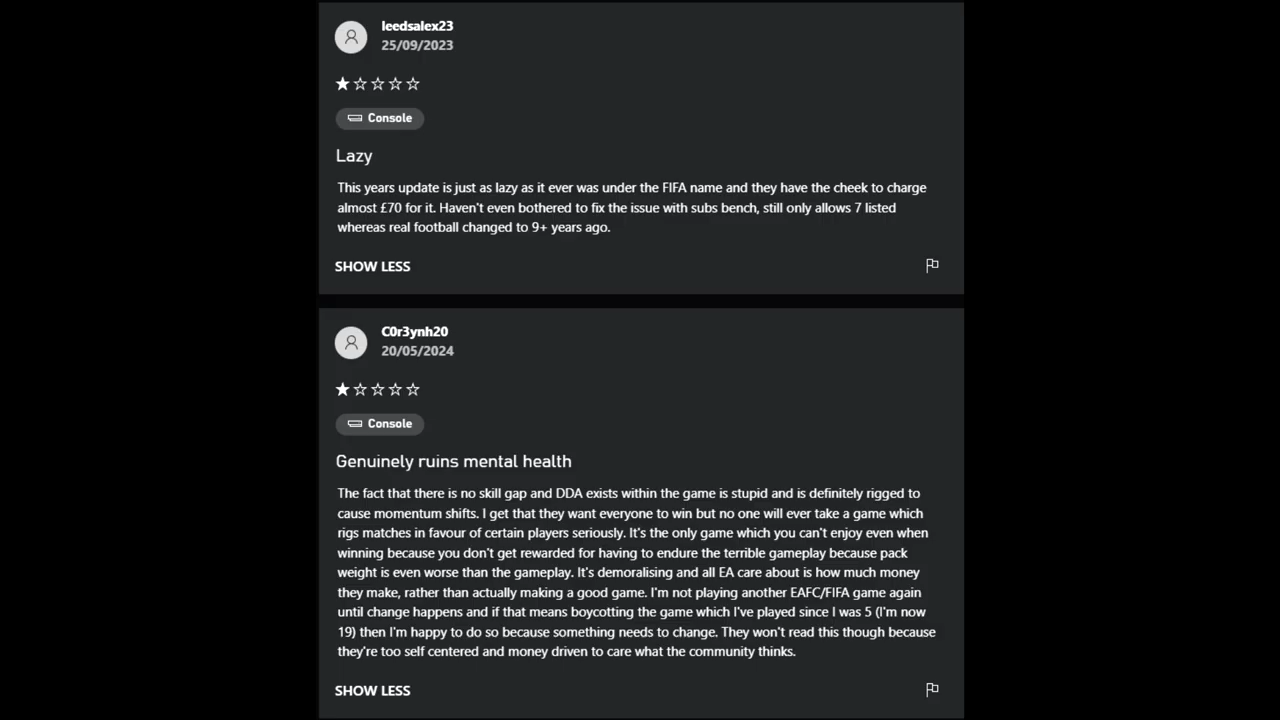 leedsalex23
25/09/2023
Console
Lazy
This years update is just as lazy as it ever was under the FIFA name and they have the cheek to charge
almost £70 for it. Haven't even bothered to fix the issue with subs bench, still only allows 7 listed
whereas real football changed to 9+ years ago.
SHOW LESS
C0r3ynh20
20/05/2024
Console
Genuinely ruins mental health
The fact that there is no skill gap and DDA exists within the game is stupid and is definitely rigged to
cause momentum shifts. I get that they want everyone to win but no one will ever take a game which
rigs matches in favour of certain players seriously. It's the only game which you can't enjoy even when
winning because you don't get rewarded for having to endure the terrible gameplay because pack
weight is even worse than the gameplay. It's demoralising and all EA care about is how much money
they make, rather than actually making a good game. I'm not playing another EAFC/FIFA game again
until change happens and if that means boycotting the game which I've played since I was 5 (I'm now
19) then I'm happy to do so because something needs to change. They won't read this though because
they're too self centered and money driven to care what the community thinks.
SHOW LESS